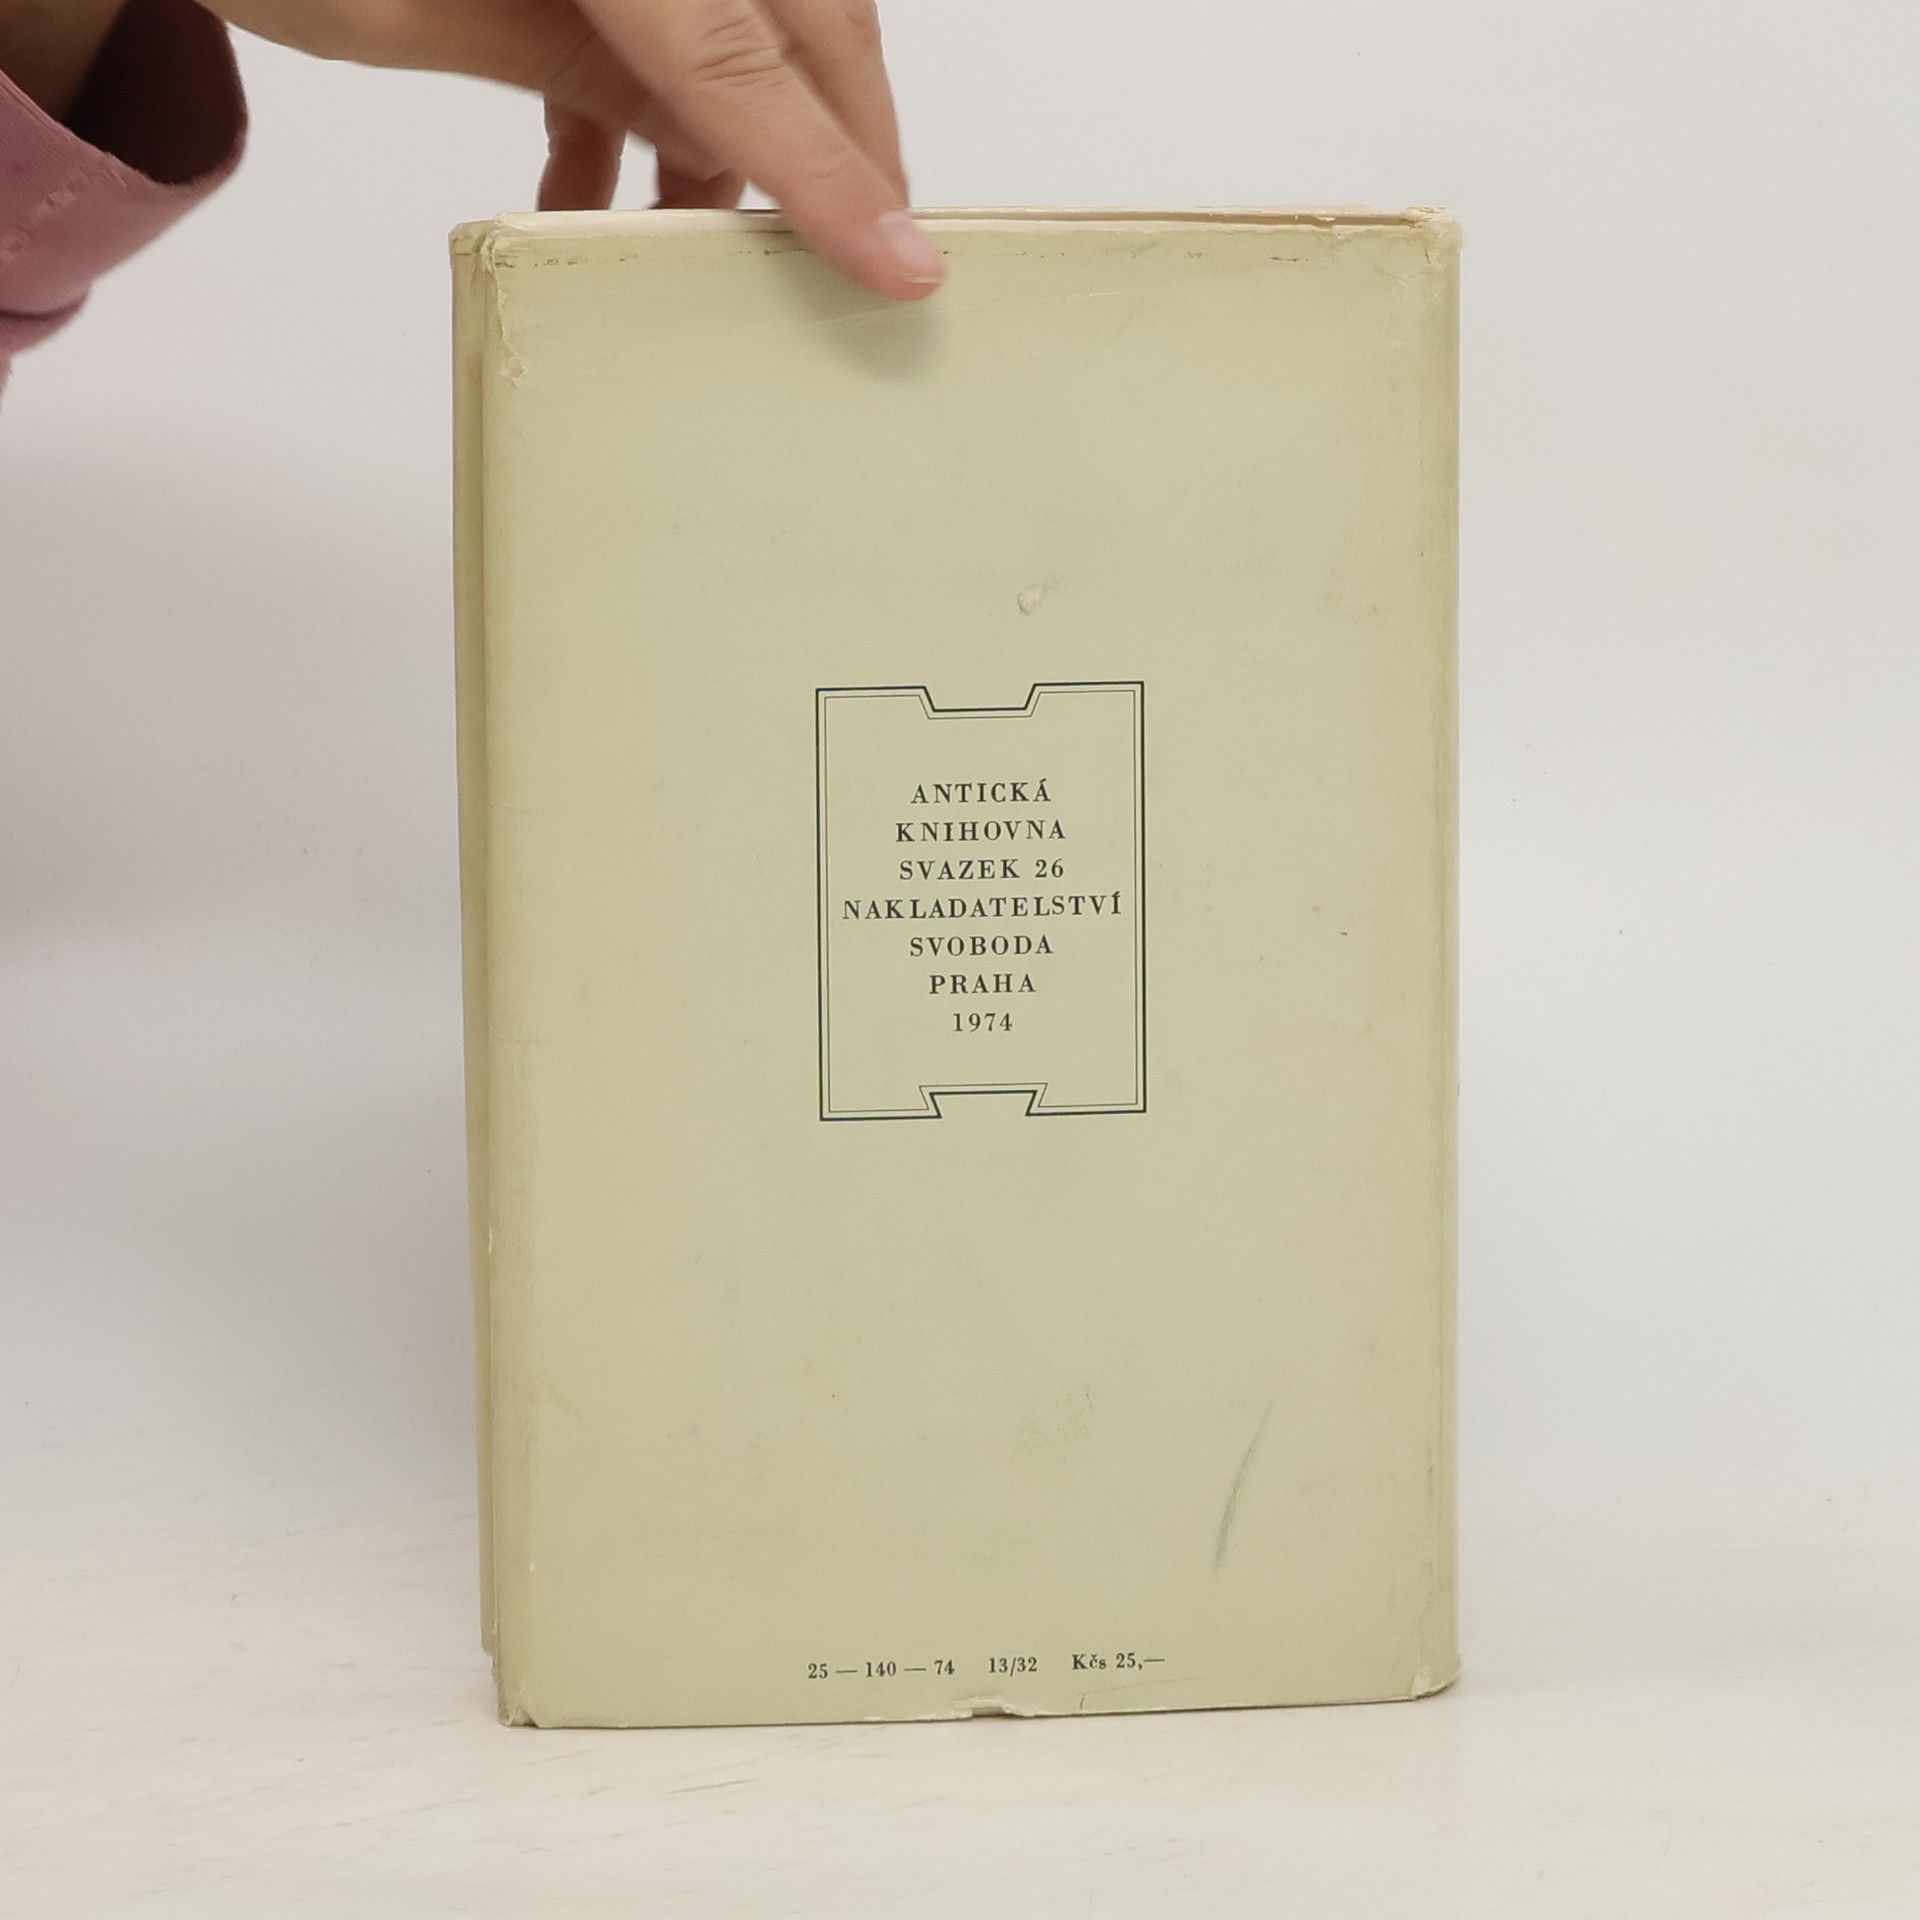 ANTICKÁ
KNIHOVNA
SVAZEK 26
NAKLADATELSTVÍ
SVOBODA
PRAHA
1974
25 — 140 — 74 13/32 Kčs 25,—